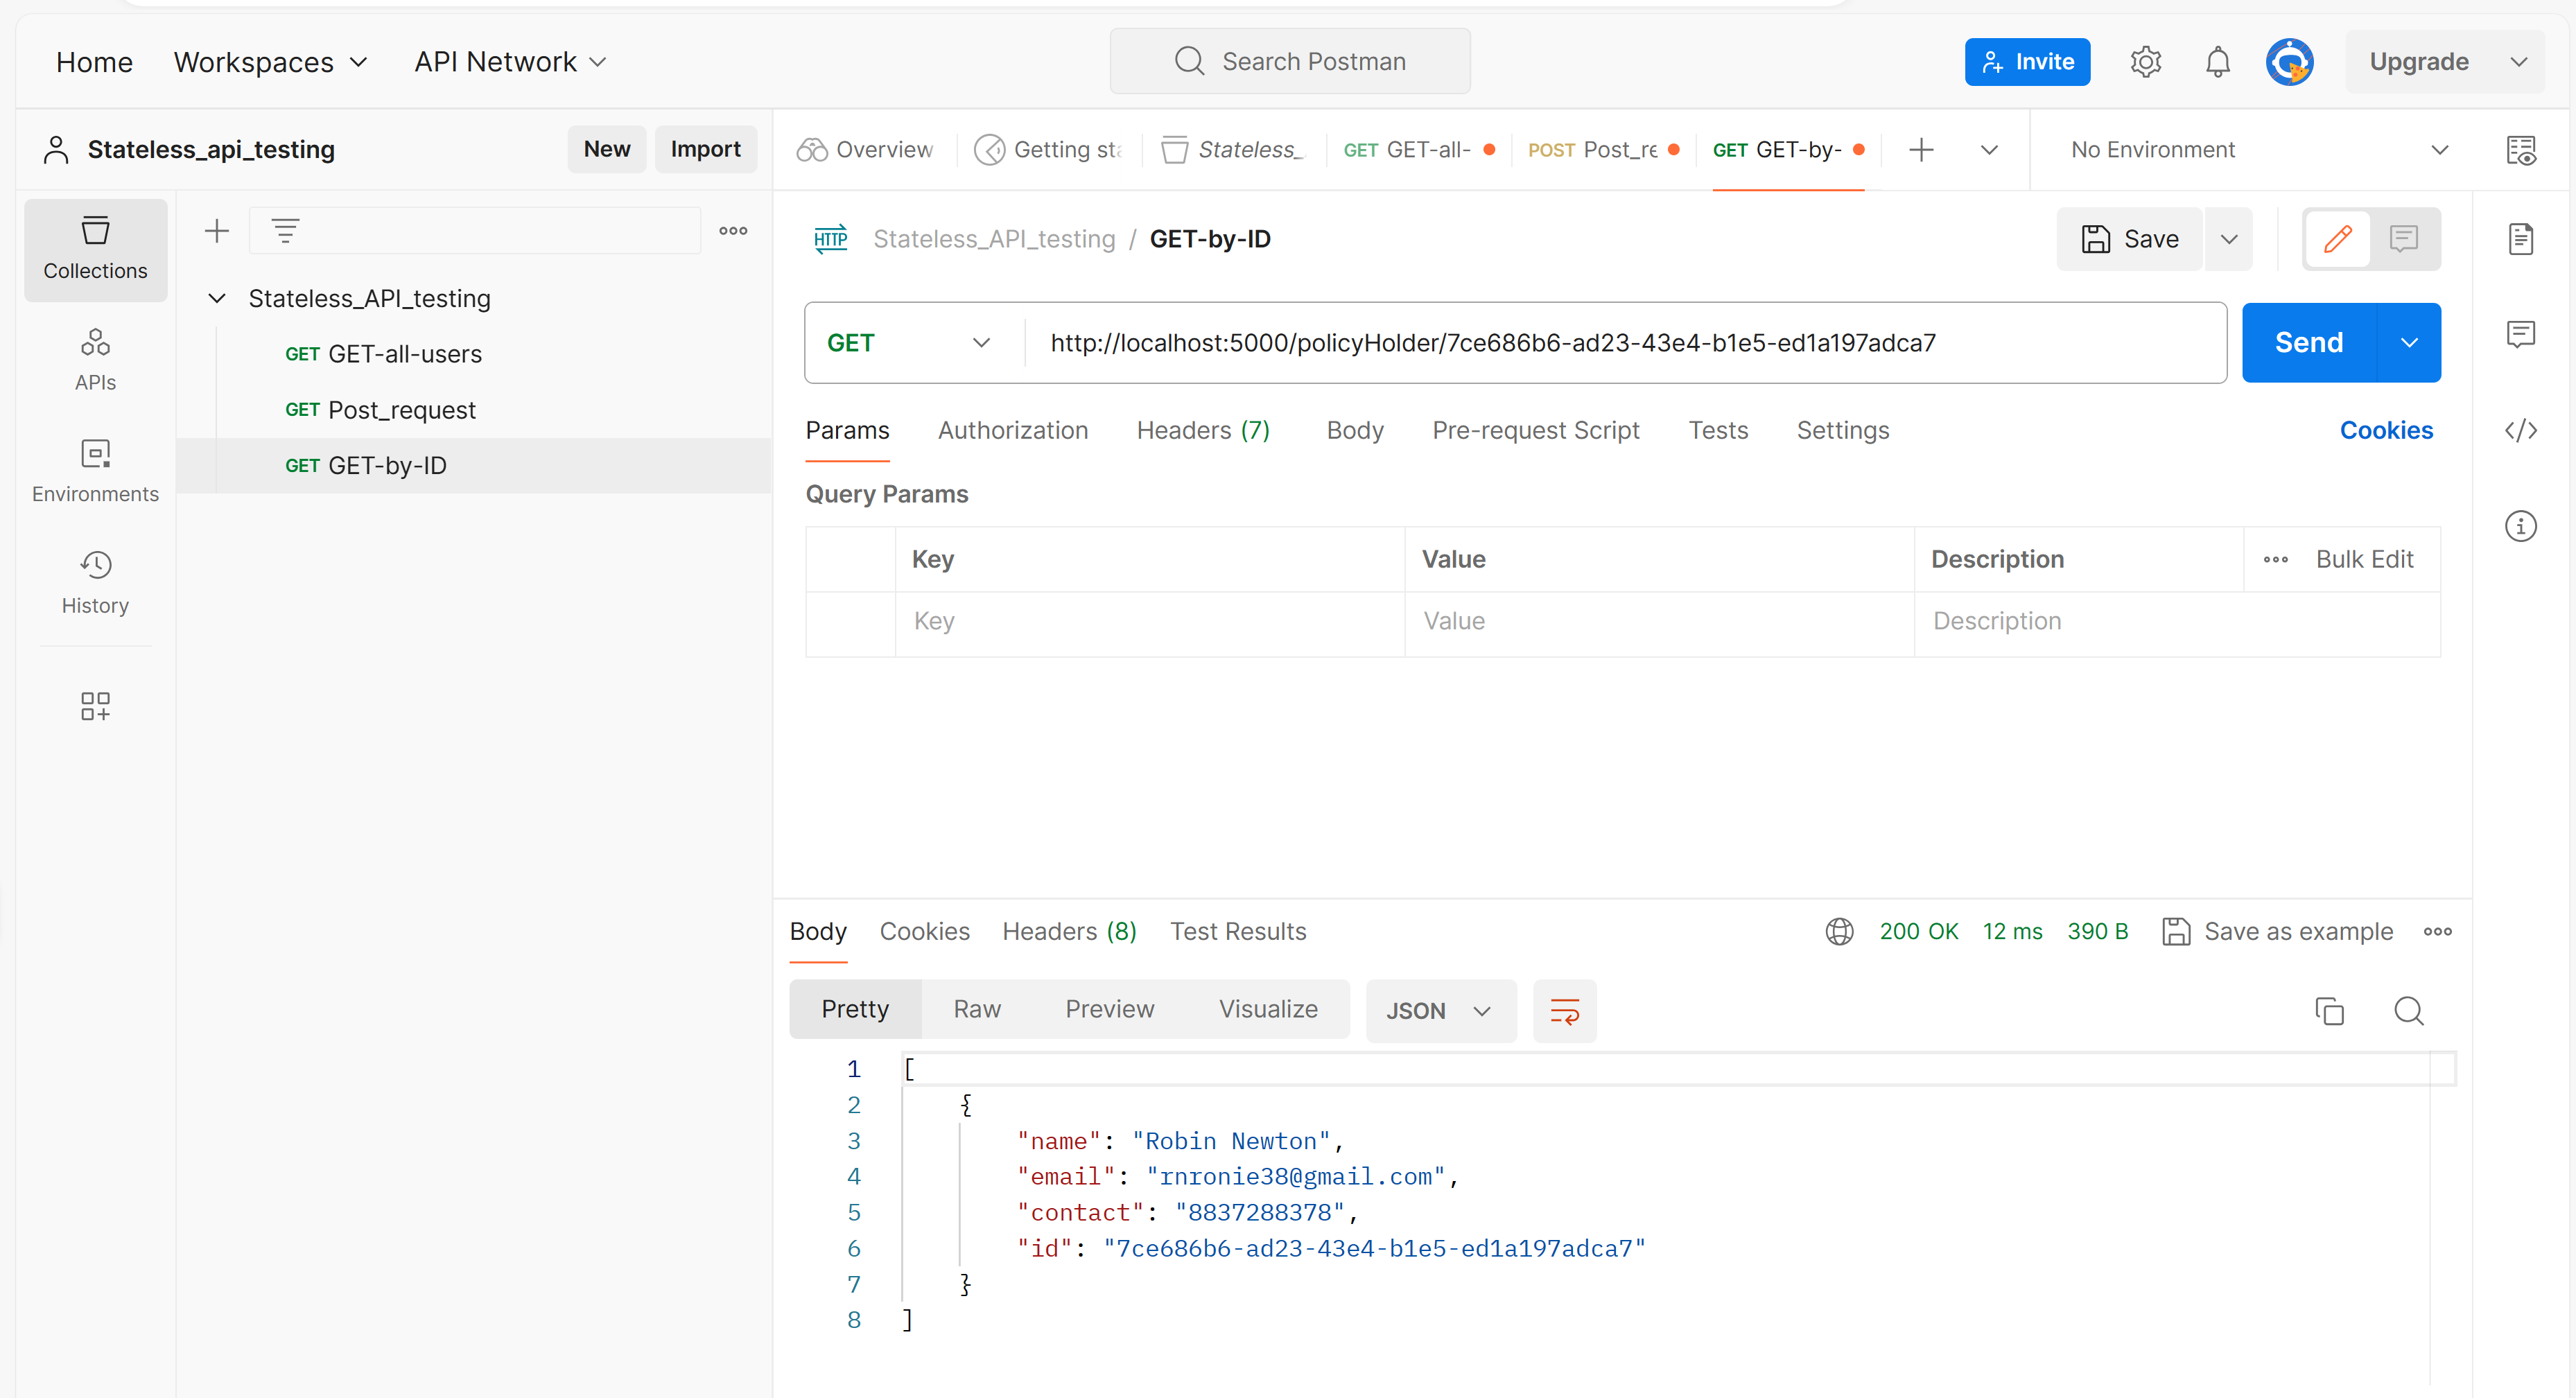 Home Workspaces API Network Search Postman Invite Upgrade
Stateless_api_testing New Import
Overview Getting sta Stateless_ GET GET-all- POST Post_re GET GET-by- No Environment
Collections
APIs
Environments
History
Stateless_API_testing
GET GET-all-users
GET Post_request
GET GET-by-ID
HTTP Stateless_API_testing / GET-by-ID Save
GET http://localhost:5000/policyHolder/7ce686b6-ad23-43e4-b1e5-ed1a197adca7 Send
Params Authorization Headers (7) Body Pre-request Script Tests Settings Cookies
Query Params
Key Value Description Bulk Edit
Key Value Description
Body Cookies Headers (8) Test Results 200 OK 12 ms 390 B Save as example
Pretty Raw Preview Visualize JSON
1 [
2 {
3 "name": "Robin Newton",
4 "email": "rnronie38@gmail.com",
5 "contact": "8837288378",
6 "id": "7ce686b6-ad23-43e4-b1e5-ed1a197adca7"
7 }
8 ]